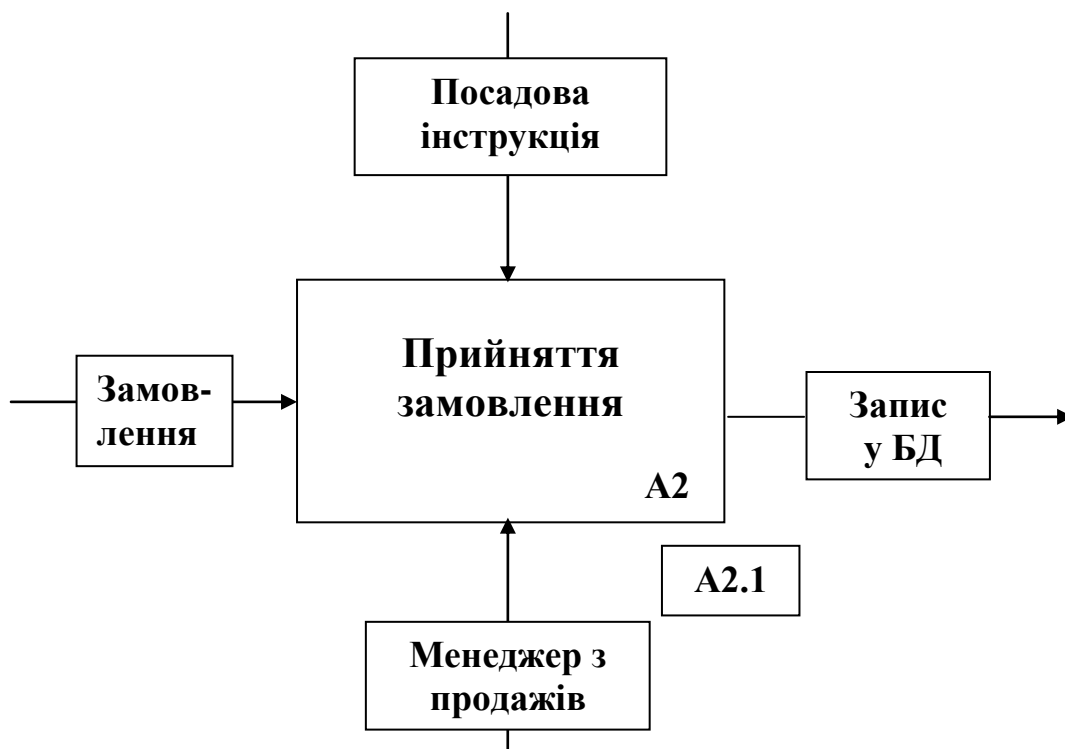 Посадова
інструкція
Прийняття
замовлення
Замов-
лення
Запис
у БД
А2
А2.1
Менеджер з
продажів